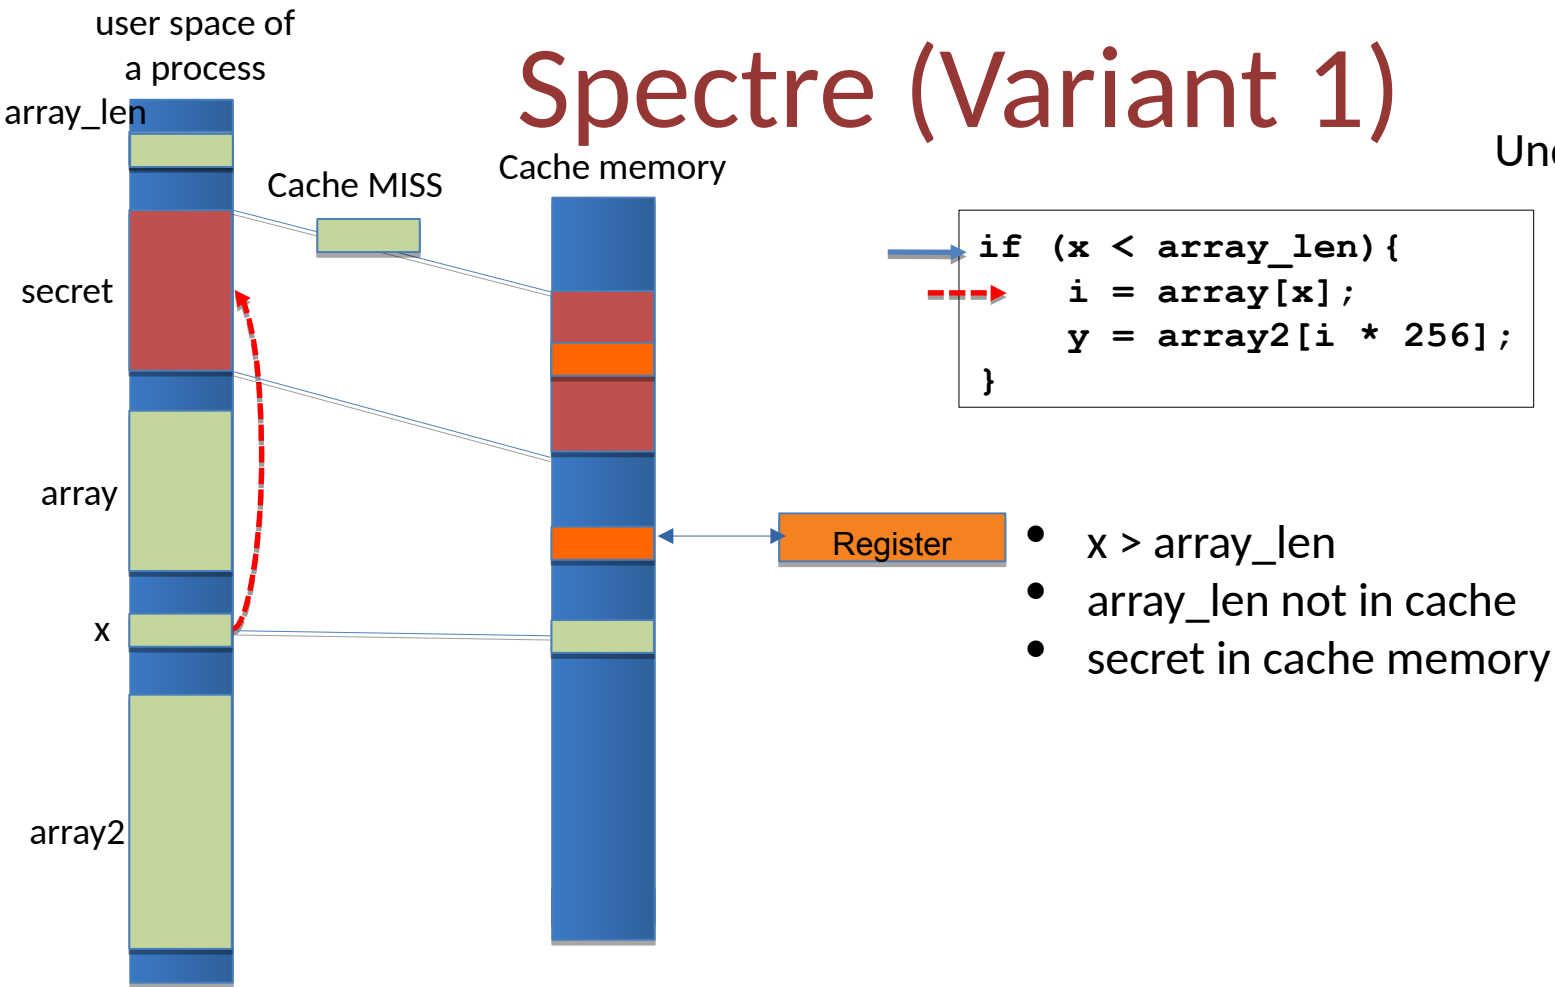 user space of
a process
Spectre (Variant 1)
array_len
Cache MISS
Cache memory
if (x < array_len){
i = array[x];
y = array2[i * 256];
}
secret
array
Register
x
array2
• x > array_len
• array_len not in cache
• secret in cache memory